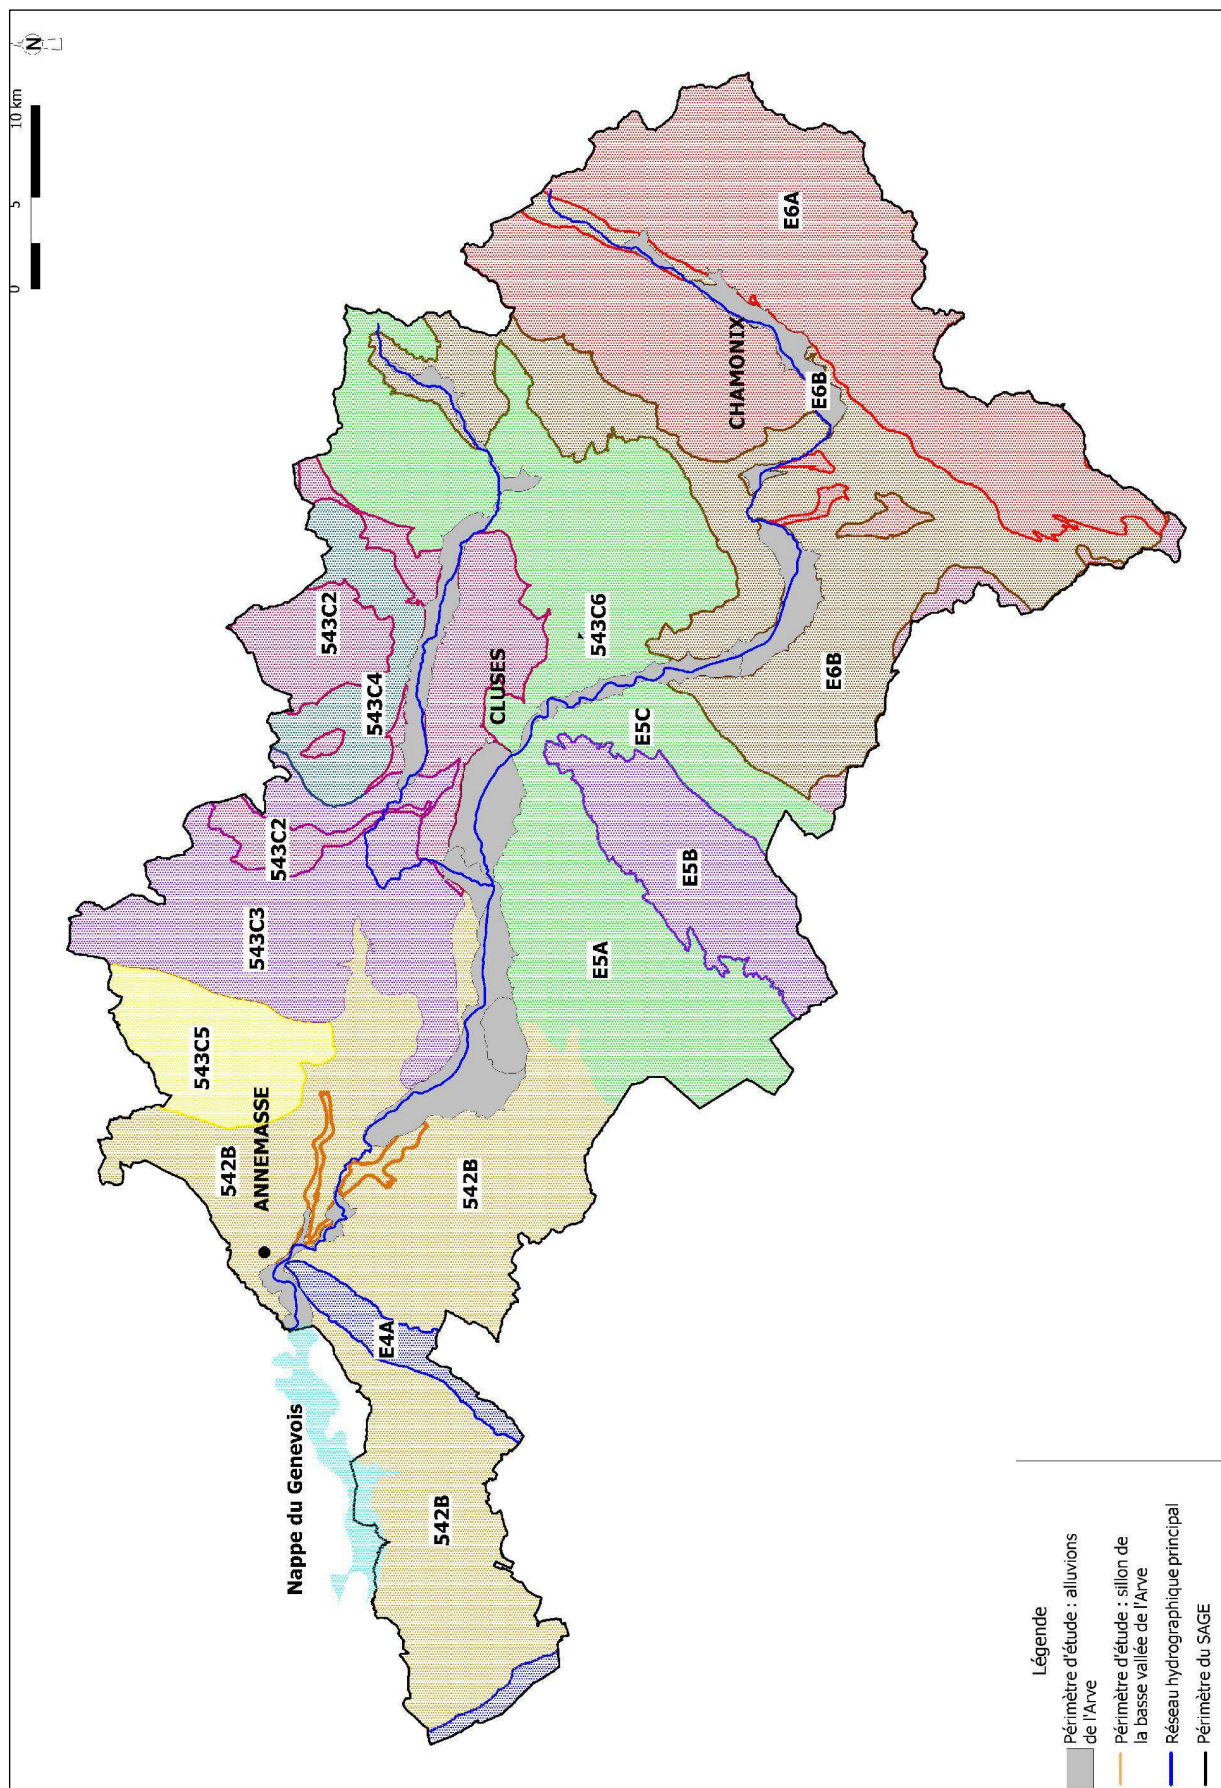 N
0 5 10 km
E6A
CHAMONIX
E6B
543C2
543C4
CLUSES
543C6
E6B
543C2
E5C
E5B
543C3
E5A
543C5
ANNEMASSE
542B
542B
E4A
Nappe du Genevois
542B
Légende
Périmètre d'étude : alluvions
de l'Arve
Périmètre d'étude : sillon de
la basse vallée de l'Arve
Réseau hydrographique principal
Périmètre du SAGE